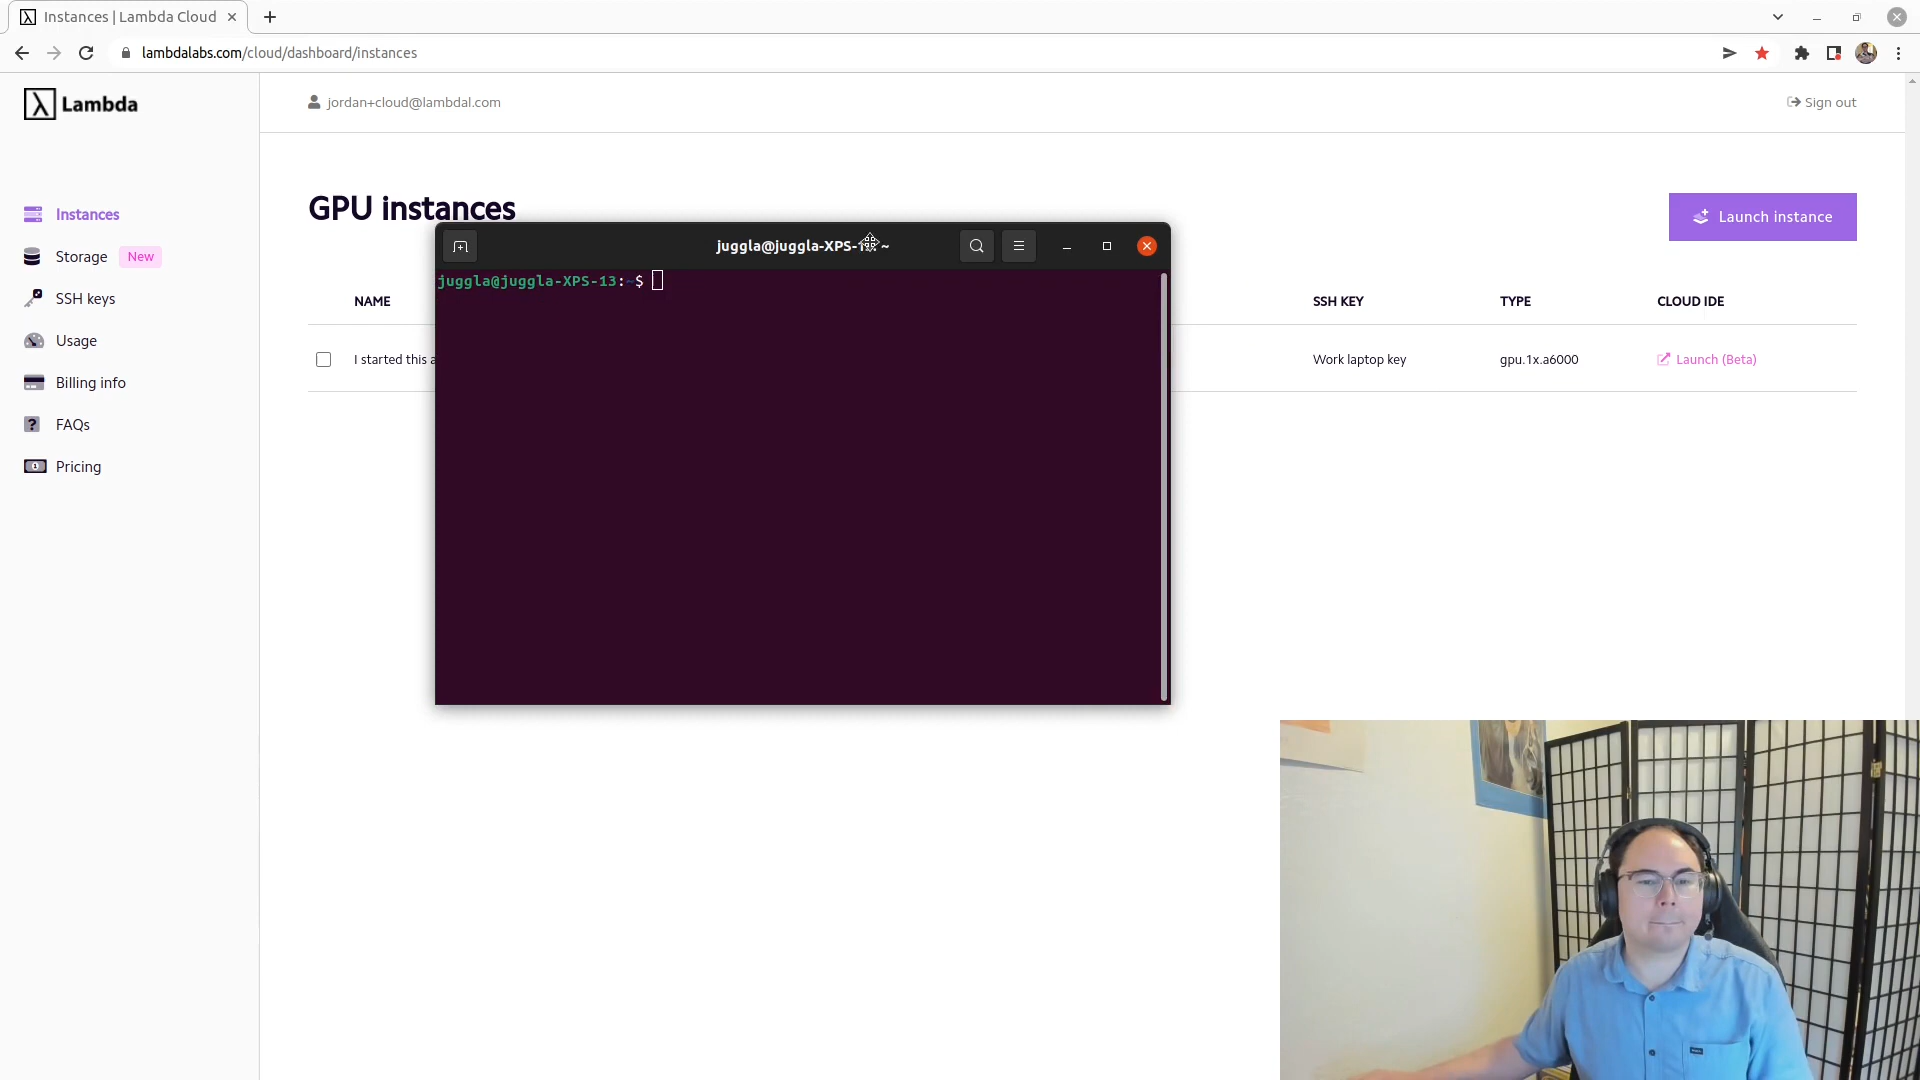 Instances | Lambda Cloud
lambdalabs.com/cloud/dashboard/instances
Lambda
jordan+cloud@lambdal.com
Sign out
Instances
Storage New
SSH keys
Usage
Billing info
FAQs
Pricing
GPU instances
Launch instance
NAME SSH KEY TYPE CLOUD IDE
I started this Work laptop key gpu.1x.a6000 Launch (Beta)
juggla@juggla-XPS-13: ~
juggla@juggla-XPS-13:~$